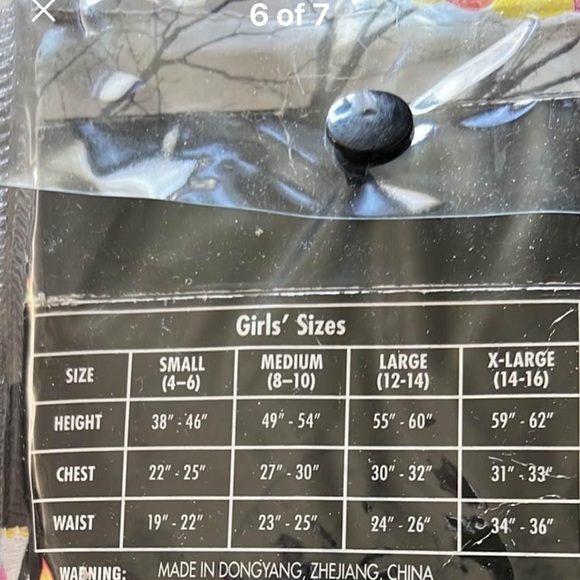 6 of 7
Girls' Sizes
SIZE SMALL (4–6) MEDIUM (8–10) LARGE (12-14) X-LARGE (14-16)
HEIGHT 38" - 46" 49" - 54" 55" - 60" 59" - 62"
CHEST 22" - 25" 27" - 30" 30" - 32" 31" - 33"
WAIST 19" - 22" 23" - 25" 24" - 26" 34" - 36"
WARNING: MADE IN DONGYANG, ZHEJIANG, CHINA